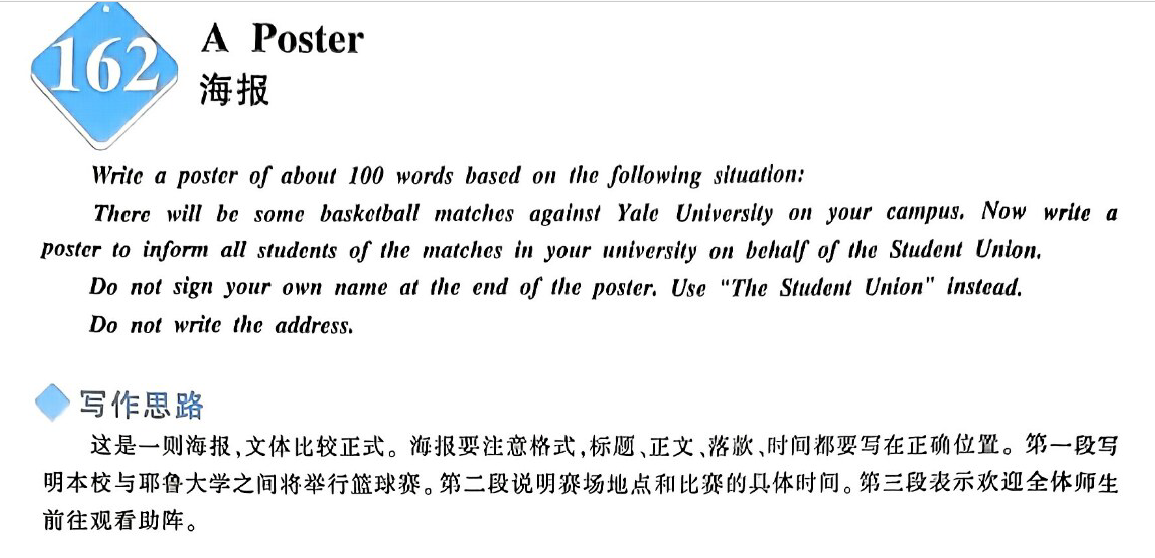 162
A Poster
海报
Write a poster of about 100 words based on the following situation:
There will be some basketball matches against Yale University on your campus. Now write a
poster to inform all students of the matches in your university on behalf of the Student Union.
Do not sign your own name at the end of the poster. Use "The Student Union" instead.
Do not write the address.
写作思路
这是一则海报,文体比较正式。海报要注意格式,标题、正文、落款、时间都要写在正确位置。第一段写
明本校与耶鲁大学之间将举行篮球赛。第二段说明赛场地点和比赛的具体时间。第三段表示欢迎全体师生
前往观看助阵。